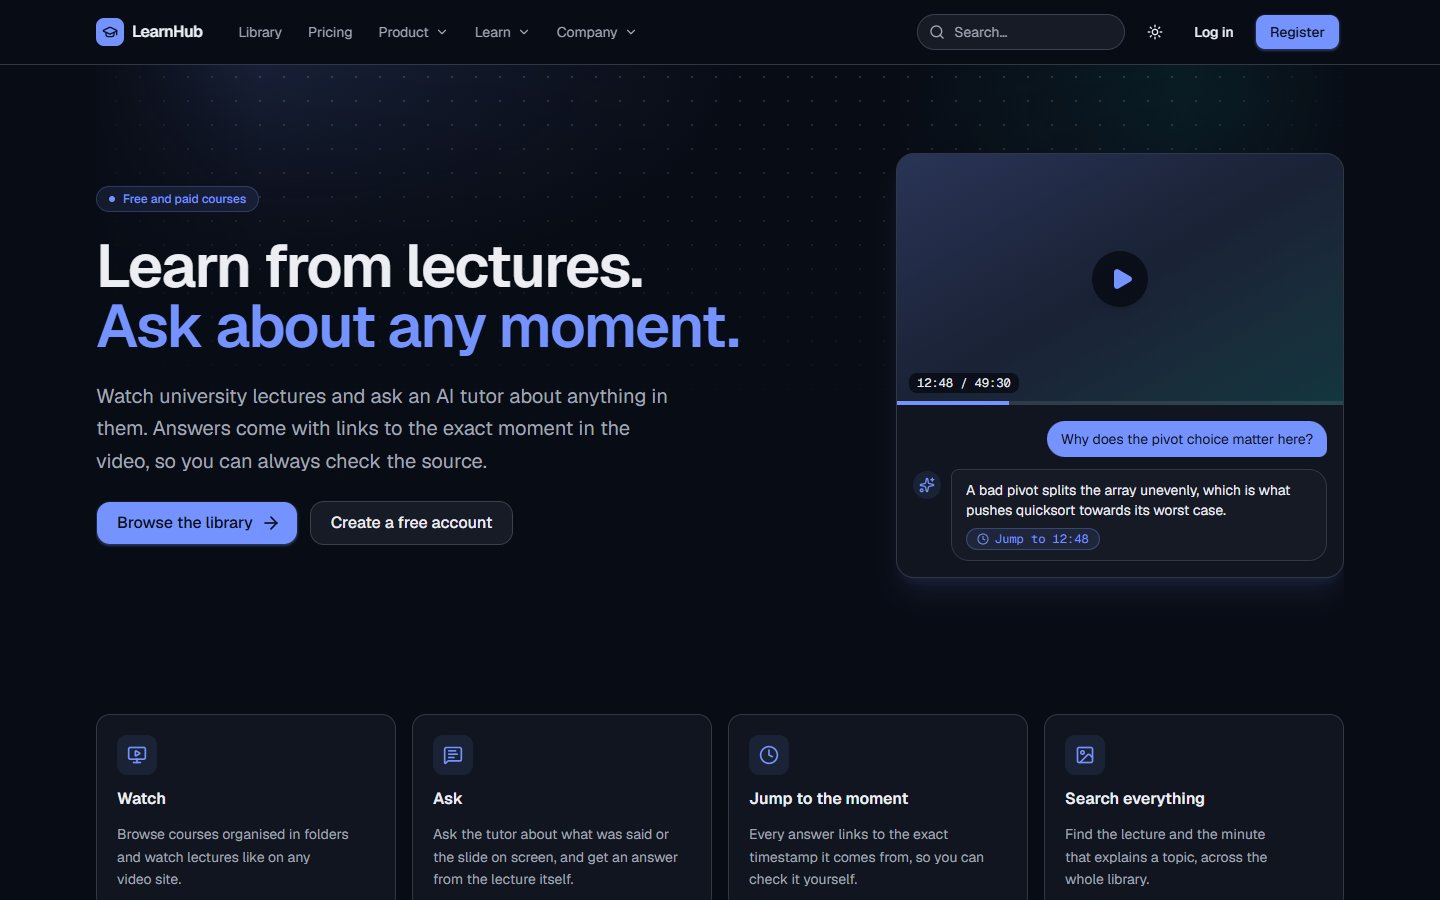 LearnHub
Library
Pricing
Product
Learn
Company
Search...
Log in
Register
Free and paid courses
Learn from lectures.
Ask about any moment.
Watch university lectures and ask an AI tutor about anything in
them. Answers come with links to the exact moment in the
video, so you can always check the source.
Browse the library
Create a free account
12:48 / 49:30
Why does the pivot choice matter here?
A bad pivot splits the array unevenly, which is what
pushes quicksort towards its worst case.
Jump to 12:48
Watch
Browse courses organised in folders
and watch lectures like on any
video site.
Ask
Ask the tutor about what was said or
the slide on screen, and get an answer
from the lecture itself.
Jump to the moment
Every answer links to the exact
timestamp it comes from, so you can
check it yourself.
Search everything
Find the lecture and the minute
that explains a topic, across the
whole library.